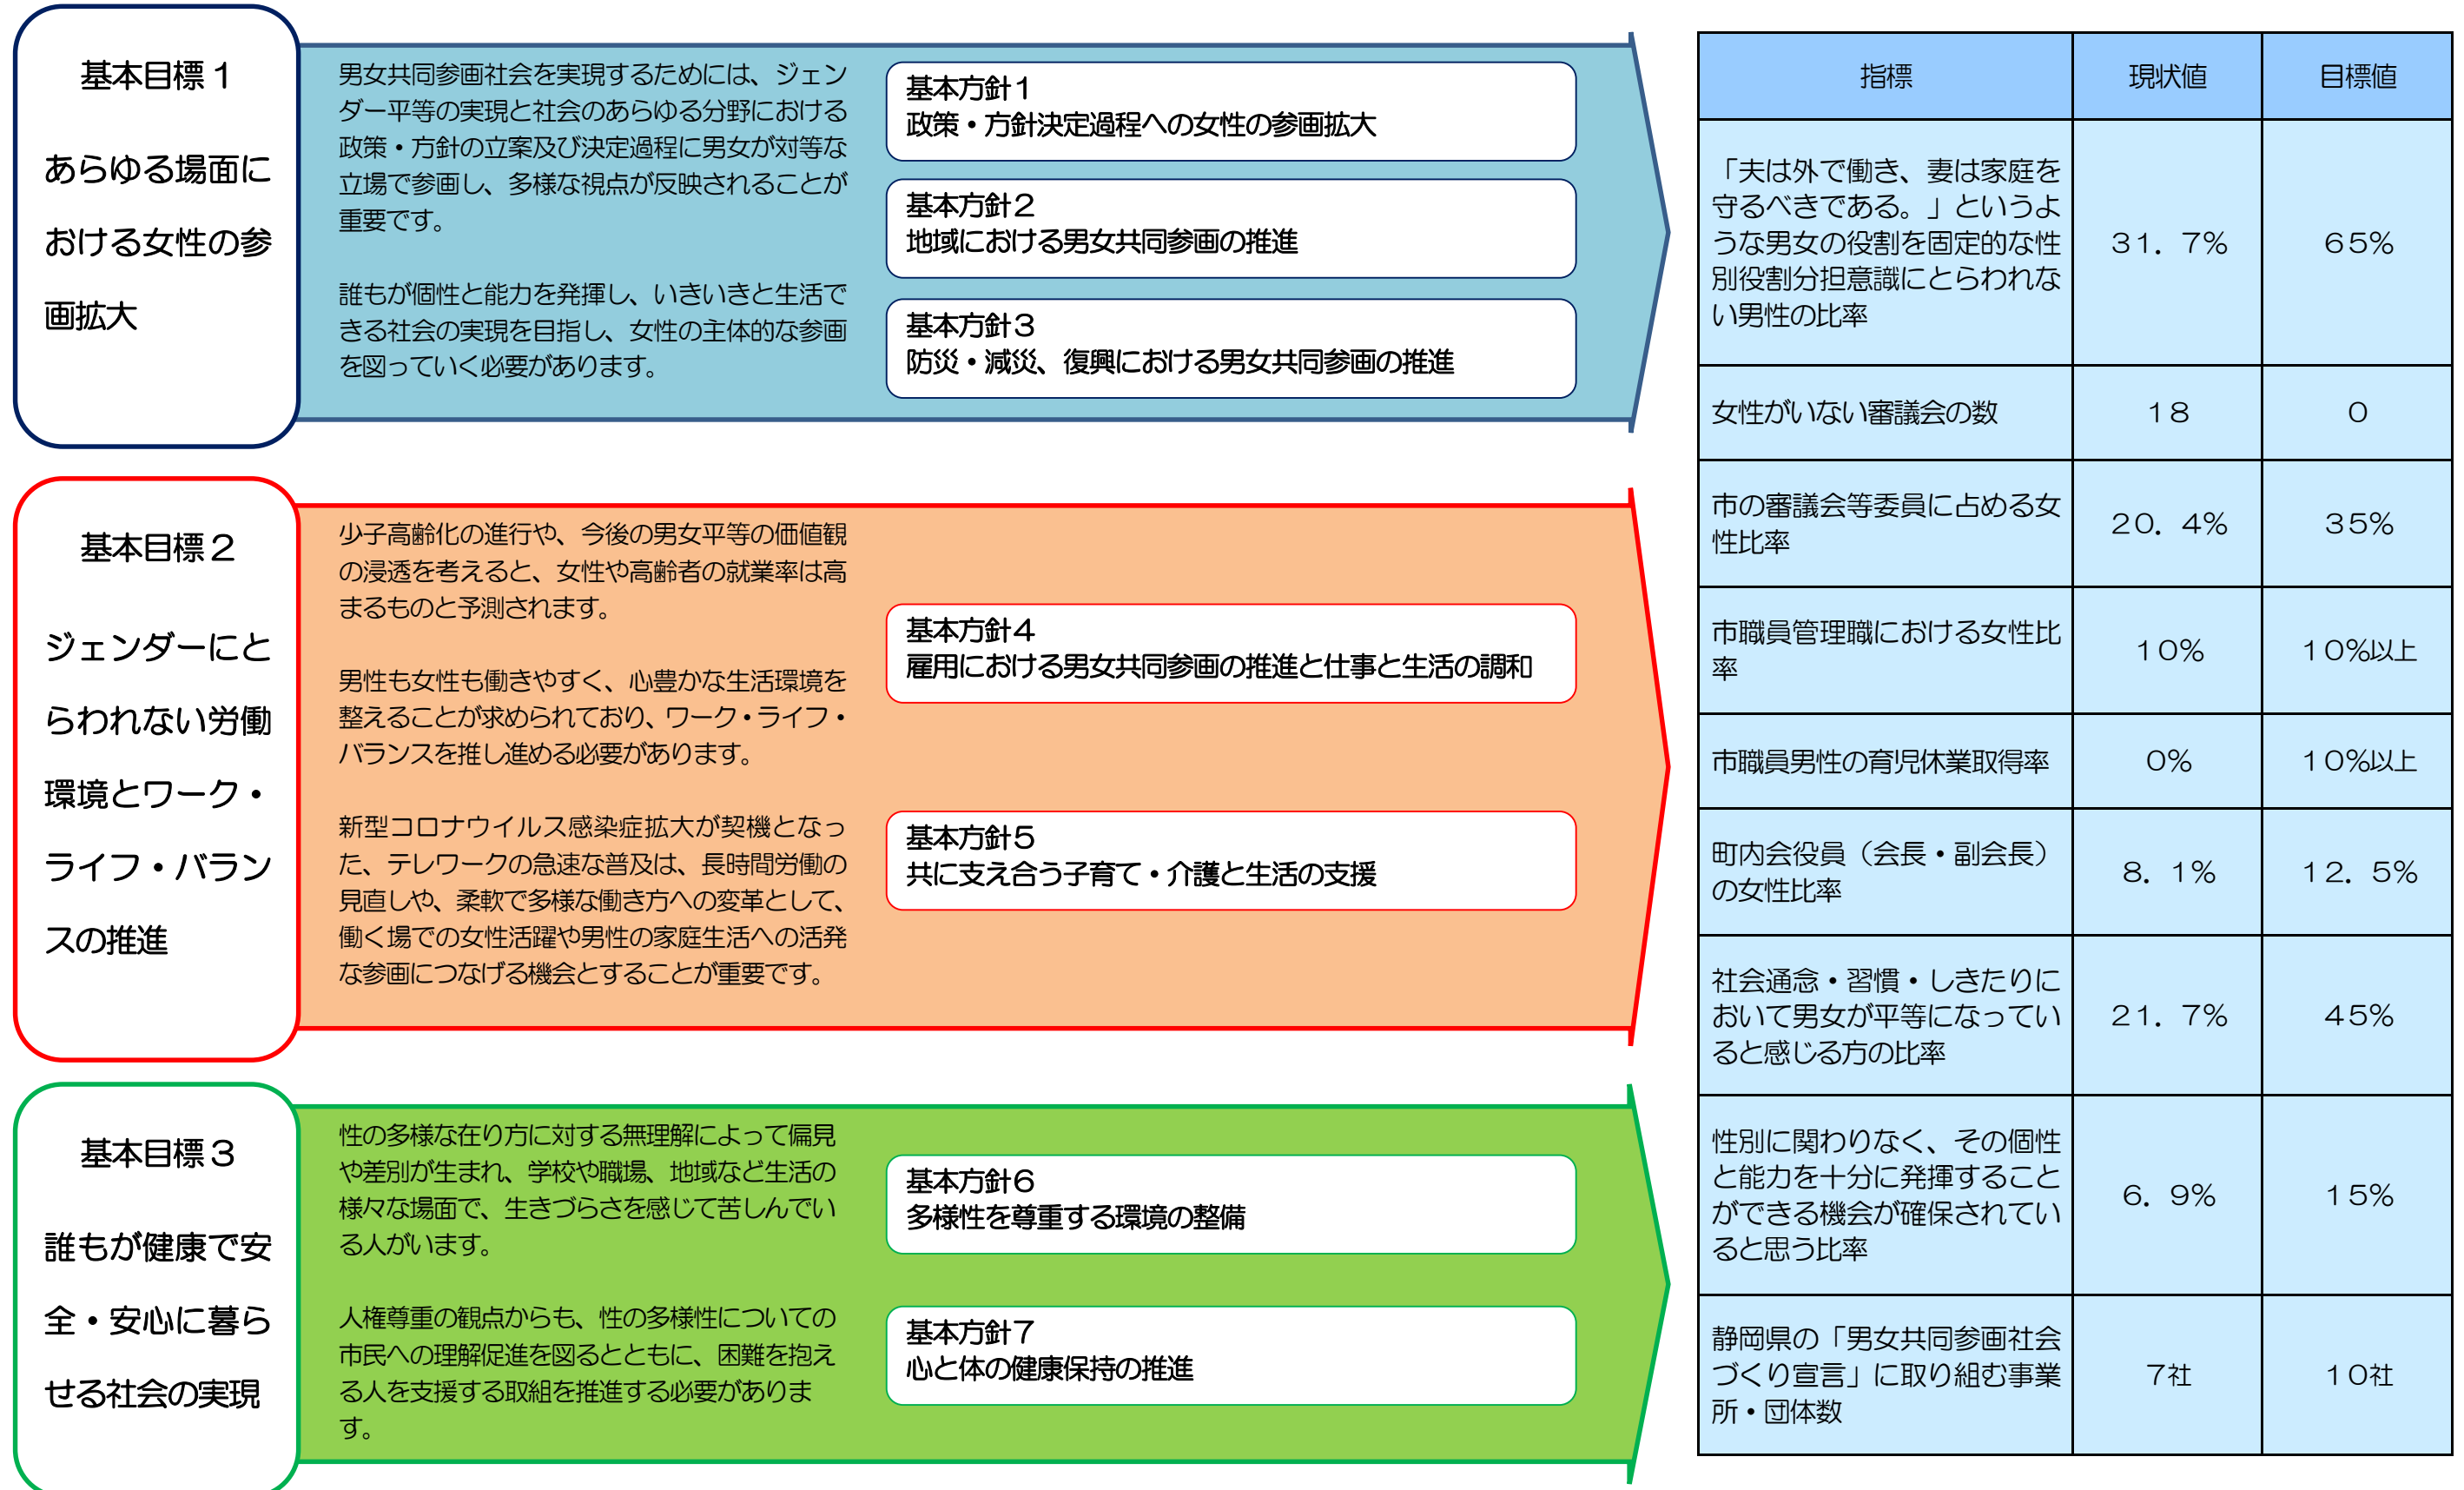 基本目標１
あらゆる場面に
おける女性の参
画拡大
男女共同参画社会を実現するためには、ジェン
ダー平等の実現と社会のあらゆる分野における
政策・方針の立案及び決定過程に男女が対等な
立場で参画し、多様な視点が反映されることが
重要です。
誰もが個性と能力を発揮し、いきいきと生活で
きる社会の実現を目指し、女性の主体的な参画
を図っていく必要があります。
基本方針１
政策・方針決定過程への女性の参画拡大
基本方針２
地域における男女共同参画の推進
基本方針３
防災・減災、復興における男女共同参画の推進
基本目標２
ジェンダーにと
らわれない労働
環境とワーク・
ライフ・バラン
スの推進
少子高齢化の進行や、今後の男女平等の価値観
の浸透を考えると、女性や高齢者の就業率は高
まるものと予測されます。
男性も女性も働きやすく、心豊かな生活環境を
整えることが求められており、ワーク・ライフ・
バランスを推し進める必要があります。
新型コロナウイルス感染症拡大が契機となっ
た、テレワークの急速な普及は、長時間労働の
見直しや、柔軟で多様な働き方への変革として、
働く場での女性活躍や男性の家庭生活への活発
な参画につなげる機会とすることが重要です。
基本方針４
雇用における男女共同参画の推進と仕事と生活の調和
基本方針５
共に支え合う子育て・介護と生活の支援
基本目標３
誰もが健康で安
全・安心に暮ら
せる社会の実現
性の多様な在り方に対する無理解によって偏見
や差別が生まれ、学校や職場、地域など生活の
様々な場面で、生きづらさを感じて苦しんでい
る人がいます。
人権尊重の観点からも、性の多様性についての
市民への理解促進を図るとともに、困難を抱え
る人を支援する取組を推進する必要がありま
す。
基本方針６
多様性を尊重する環境の整備
基本方針７
心と体の健康保持の推進
指標 現状値 目標値
「夫は外で働き、妻は家庭を
守るべきである。」というよ
うな男女の役割を固定的な性
別役割分担意識にとらわれな
い男性の比率
３１．７% ６５%
女性がいない審議会の数 １８ ０
市の審議会等委員に占める女
性比率
２０．４% ３５%
市職員管理職における女性比
率
１０% １０%以上
市職員男性の育児休業取得率 ０% １０%以上
町内会役員（会長・副会長）
の女性比率
８．１% １２．５%
社会通念・習慣・しきたりに
おいて男女が平等になってい
ると感じる方の比率
２１．７% ４５%
性別に関わりなく、その個性
と能力を十分に発揮すること
ができる機会が確保されてい
ると思う比率
６．９% １５%
静岡県の「男女共同参画社会
づくり宣言」に取り組む事業
所・団体数
７社 １０社